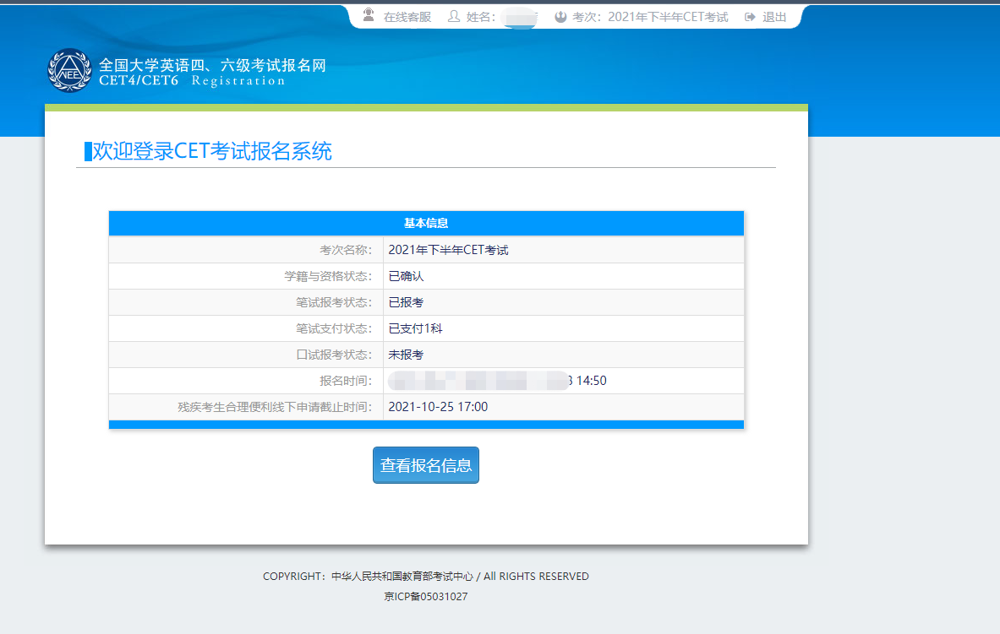 在线客服 姓名： 考次：2021年下半年CET考试 退出
全国大学英语四、六级考试报名网
NEEA
CET4/CET6 Registration
欢迎登录CET考试报名系统
基本信息
考次名称： 2021年下半年CET考试
学籍与资格状态： 已确认
笔试报考状态： 已报考
笔试支付状态： 已支付1科
口试报考状态： 未报考
报名时间： 14:50
残疾考生合理便利线下申请截止时间： 2021-10-25 17:00
查看报名信息
COPYRIGHT：中华人民共和国教育部考试中心 / All RIGHTS RESERVED
京ICP备05031027